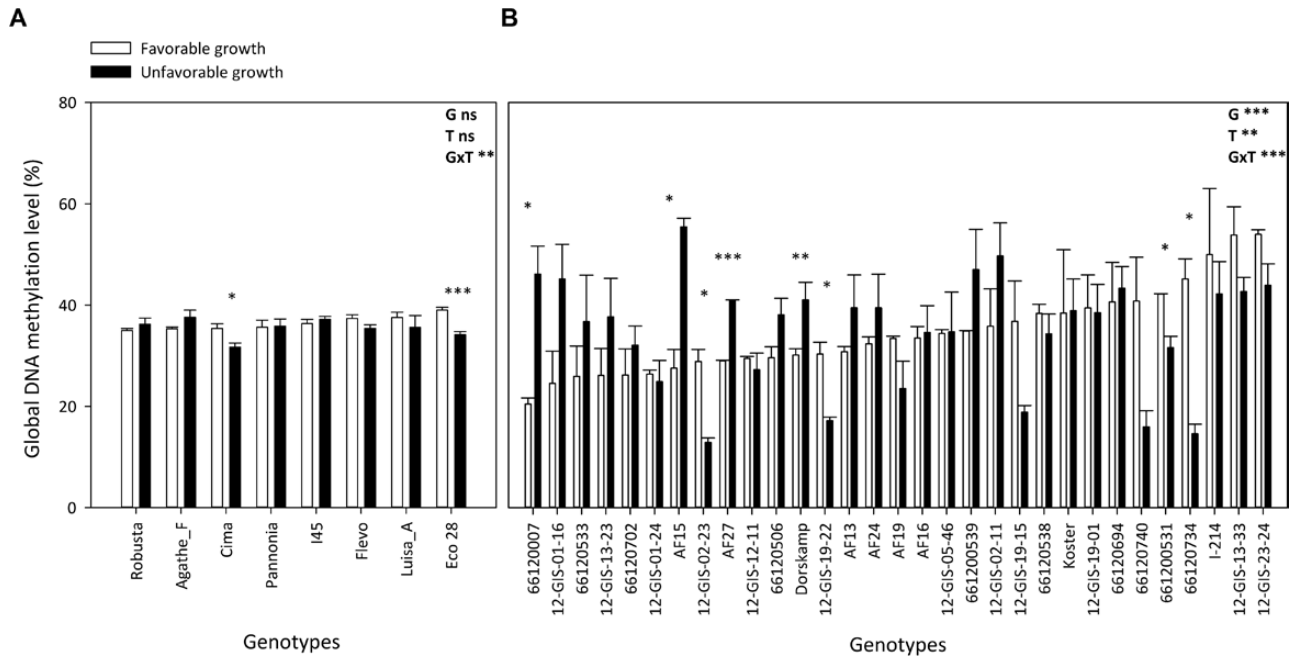 A
B
Favorable growth
Unfavorable growth
Global DNA methylation level (%)
80
60
40
20
0
G ns
T ns
GxT **
*
***
Robusta
Agathe_F
Cima
Pannonia
I45
Flevo
Luisa_A
Eco 28
Genotypes
G ***
T **
GxT ***
*
*
*
***
**
*
*
*
66120007
12-GIS-01-16
66120533
12-GIS-13-23
66120702
12-GIS-01-24
AF15
12-GIS-02-23
AF27
12-GIS-12-11
66120506
Dorskamp
12-GIS-19-22
AF13
AF24
AF19
AF16
12-GIS-05-46
661200539
12-GIS-02-11
12-GIS-19-15
66120538
Koster
12-GIS-19-01
66120694
66120740
661200531
66120734
I-214
12-GIS-13-33
12-GIS-23-24
Genotypes